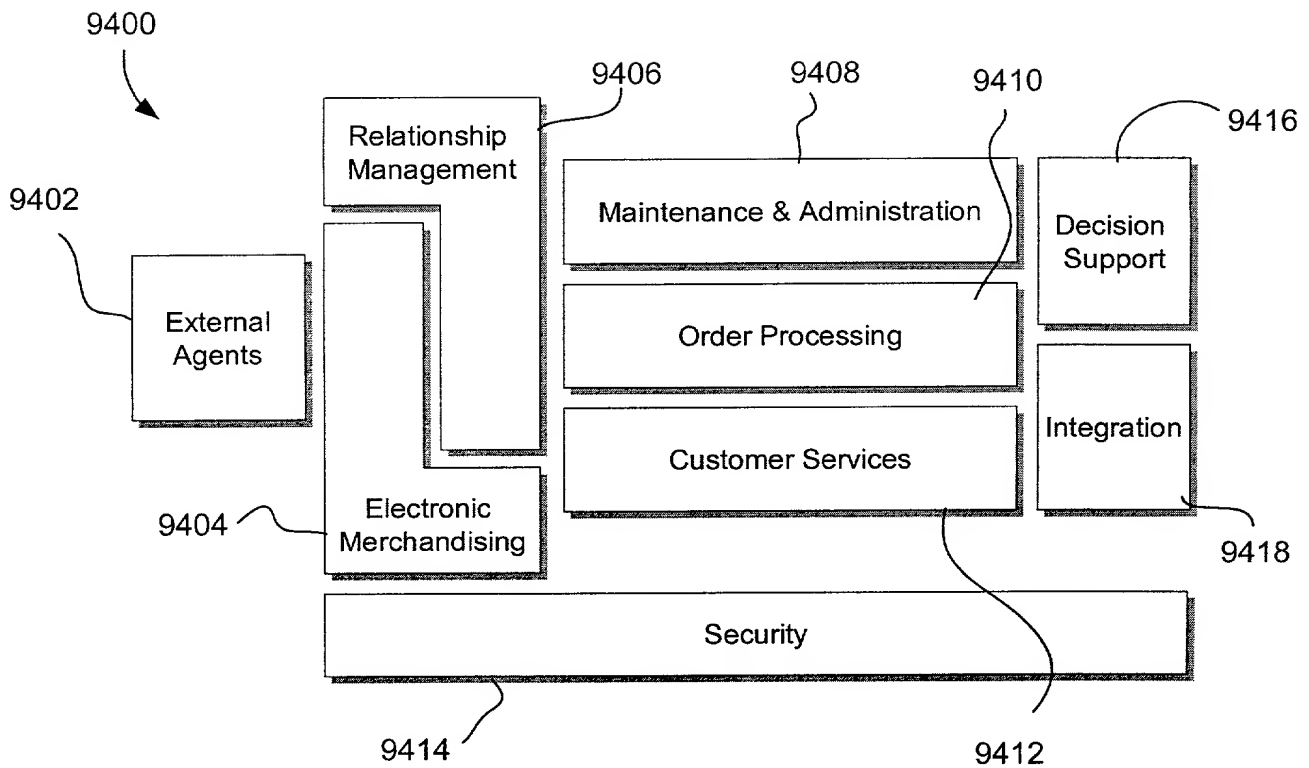 9400
9406
9408
9410
9416
Relationship
Management
9402
Maintenance & Administration
Decision
Support
External
Agents
Order Processing
Integration
Customer Services
9404
Electronic
Merchandising
9418
Security
9414
9412